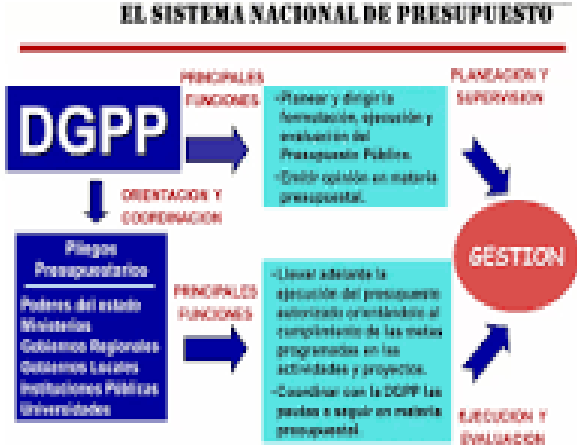 EL SISTEMA NACIONAL DE PRESUPUESTO
PRINCIPALES
FUNCIONES
PLANEACION Y
SUPERVISION
DGPP
-Planear y dirigir la
formulación, ejecución y
evaluación del
Presupuesto Público.
-Emitir opinión en materia
presupuestal.
ORIENTACION Y
COORDINACION
GESTION
Pliegos
Presupuestarios
Poderes del estado
Ministerios
Gobiernos Regionales
Gobiernos Locales
Instituciones Públicas
Universidades
PRINCIPALES
FUNCIONES
-Llevar adelante la
ejecución del presupuesto
autorizado orientándolo al
cumplimiento de las metas
programadas en las
actividades y proyectos.
-Coordinar con la DGPP las
pautas a seguir en materia
presupuestal.
EJECUCION Y
EVALUACION